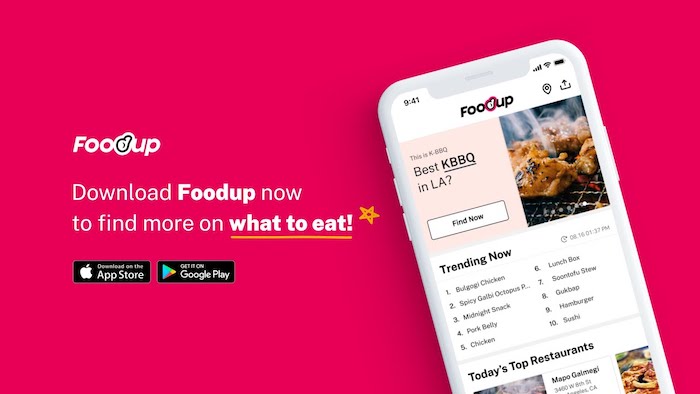 Foodup
Download Foodup now
to find more on what to eat!
Download on the
App Store
GET IT ON
Google Play
9:41
Foodup
This is K-BBQ
Best KBBQ
in LA?
Find Now
Trending Now
08.16.01:37 PM
1. Bulgogi Chicken
2. Spicy Galbi Octopus P...
3. Midnight Snack
4. Pork Belly
5. Chicken
6. Lunch Box
7. Soontofu Stew
8. Gukbap
9. Hamburger
10. Sushi
Today's Top Restaurants
Mapo Galmegi
3460 W 8th St
CA